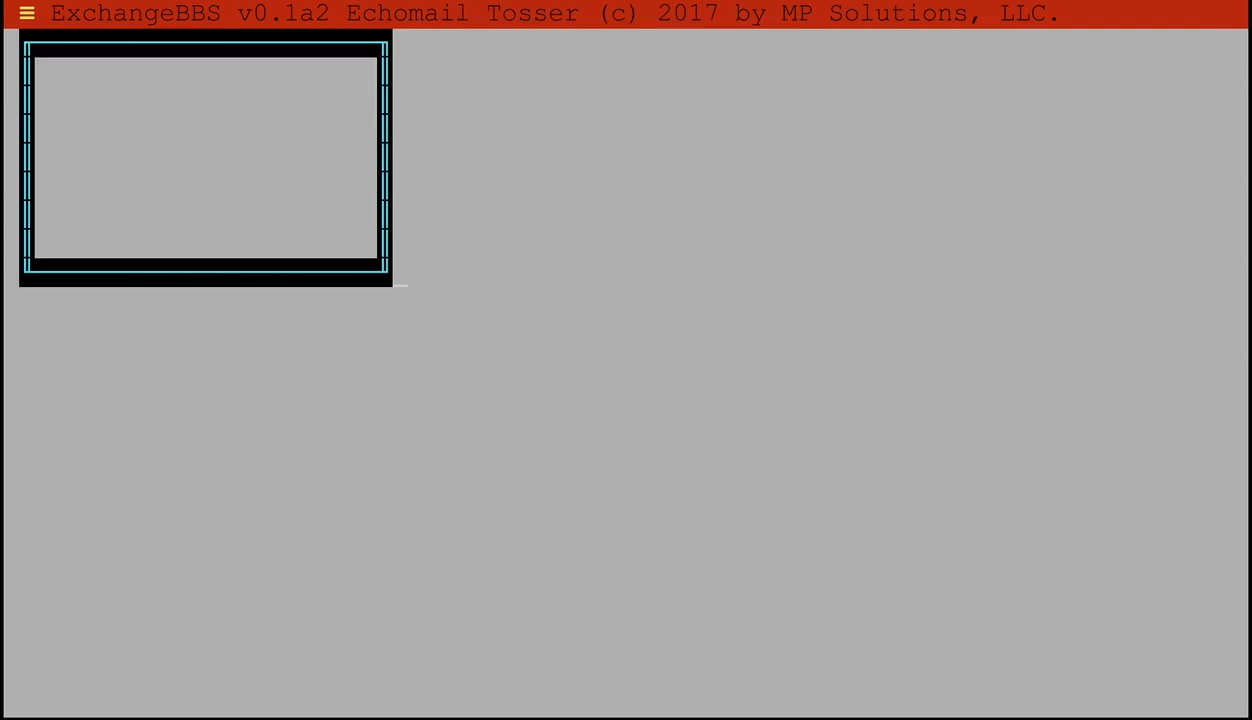 ≡ ExchangeBBS v0.1a2 Echomail Tosser (c) 2017 by MP Solutions, LLC.